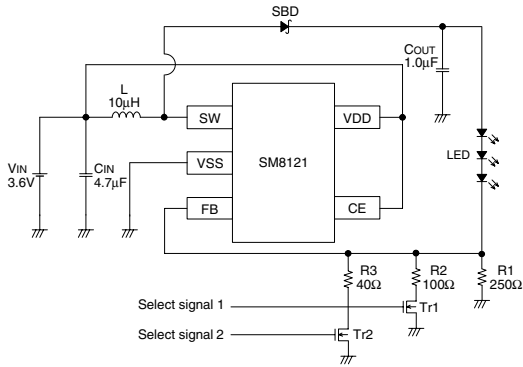 SBD
COUT
1.0µF
L
10µH
SW
VDD
VIN
3.6V
CIN
4.7µF
VSS
SM8121
LED
FB
CE
R3
40Ω
R2
100Ω
R1
250Ω
Select signal 1
Tr1
Select signal 2
Tr2